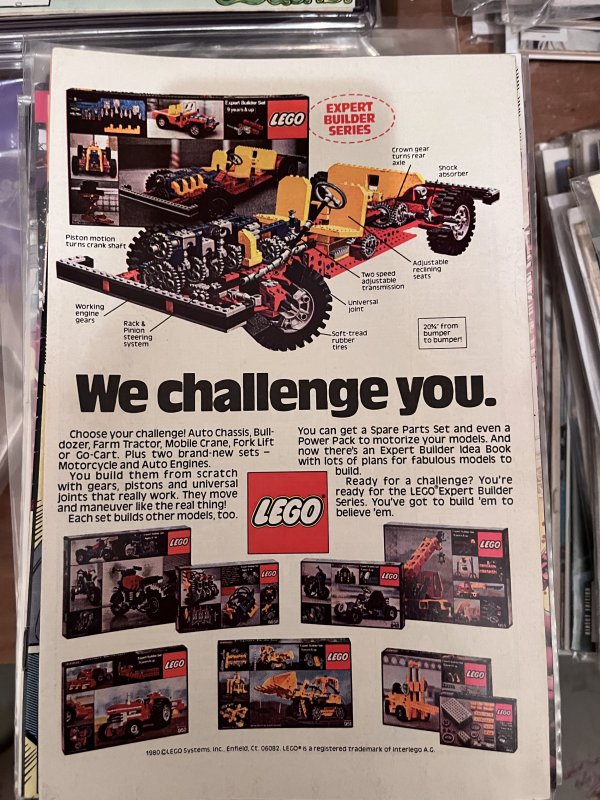 Expert Builder Set
9 years & up
LEGO
EXPERT
BUILDER
SERIES
Crown gear
turns rear
axle
Shock
absorber
Piston motion
turns crank shaft
Adjustable
reclining
seats
Two speed
adjustable
transmission
Universal
joint
Working
engine
gears
Rack &
Pinion
steering
system
Soft-tread
rubber
tires
20¾" from
bumper
to bumper!
We challenge you.
Choose your challenge! Auto Chassis, Bull-
dozer, Farm Tractor, Mobile Crane, Fork Lift
or Go-Cart. Plus two brand-new sets –
Motorcycle and Auto Engines.
You build them from scratch
with gears, pistons and universal
joints that really work. They move
and maneuver like the real thing!
Each set builds other models, too.
You can get a Spare Parts Set and even a
Power Pack to motorize your models. And
now there's an Expert Builder Idea Book
with lots of plans for fabulous models to
build.
Ready for a challenge? You're
ready for the LEGO® Expert Builder
Series. You've got to build 'em to
believe 'em.
LEGO
LEGO
LEGO
LEGO
LEGO
LEGO
LEGO
LEGO
LEGO
1980 ©LEGO Systems, Inc., Enfield, Ct. 06082. LEGO® is a registered trademark of Interlego A.G.